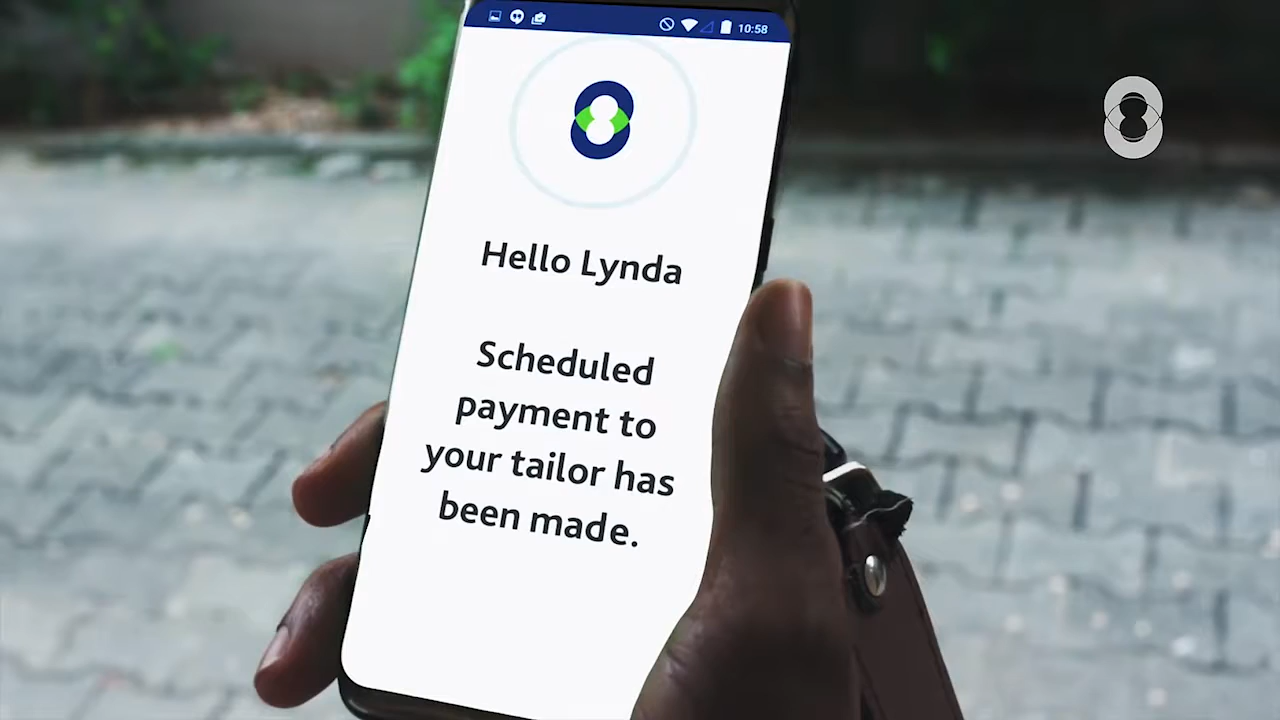 10:58
Hello Lynda
Scheduled
payment to
your tailor has
been made.